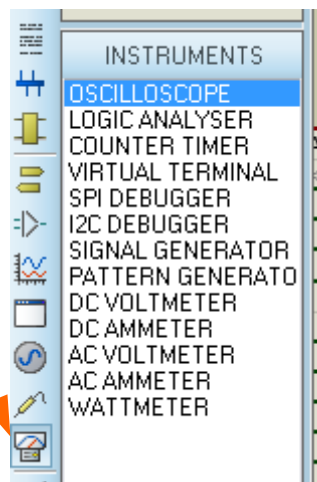 INSTRUMENTS
OSCILLOSCOPE
LOGIC ANALYSER
COUNTER TIMER
VIRTUAL TERMINAL
SPI DEBUGGER
I2C DEBUGGER
SIGNAL GENERATOR
PATTERN GENERATO
DC VOLTMETER
DC AMMETER
AC VOLTMETER
AC AMMETER
WATTMETER